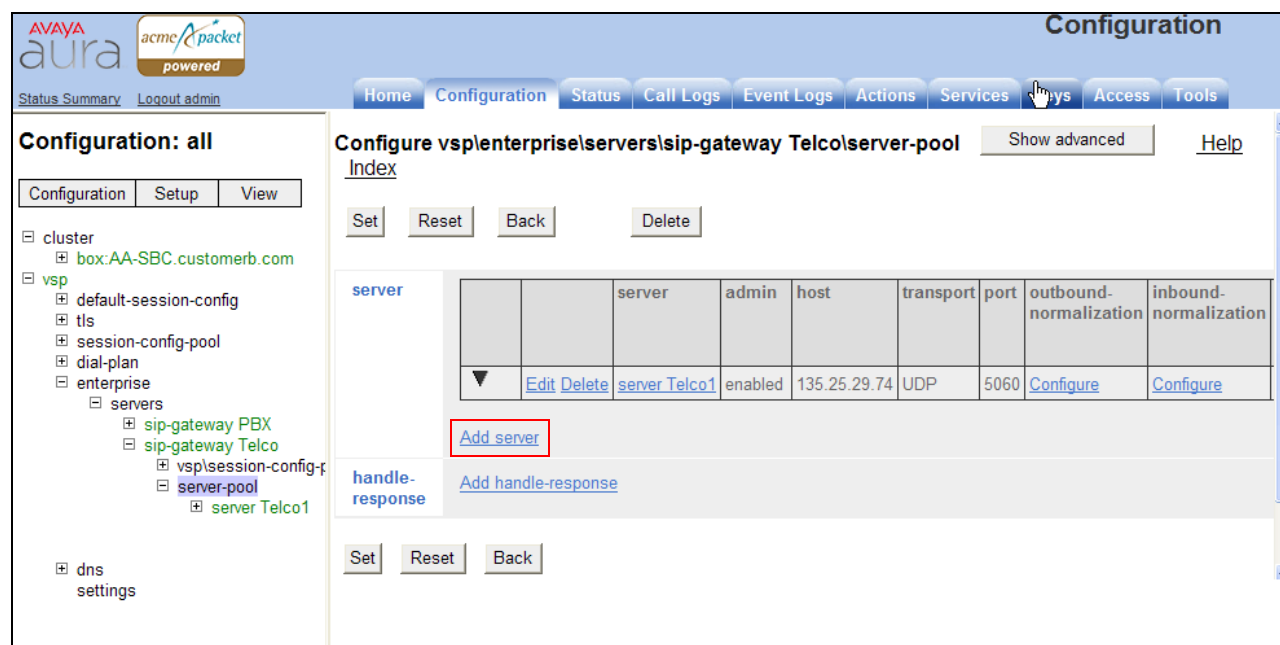 AVAYA
aura
acme packet
powered
Configuration
Status Summary Logout admin
Home Configuration Status Call Logs Event Logs Actions Services Access Tools
Configuration: all
Configuration Setup View
cluster
box:AA-SBC.customerb.com
vsp
default-session-config
tls
session-config-pool
dial-plan
enterprise
servers
sip-gateway PBX
sip-gateway Telco
vsp\session-config-p
server-pool
server Telco1
dns
settings
Configure vsp\enterprise\servers\sip-gateway Telco\server-pool Show advanced Help
Index
Set Reset Back Delete
server
server admin host transport port outbound- inbound-
normalization normalization
Edit Delete server Telco1 enabled 135.25.29.74 UDP 5060 Configure Configure
Add server
handle- Add handle-response
response
Set Reset Back